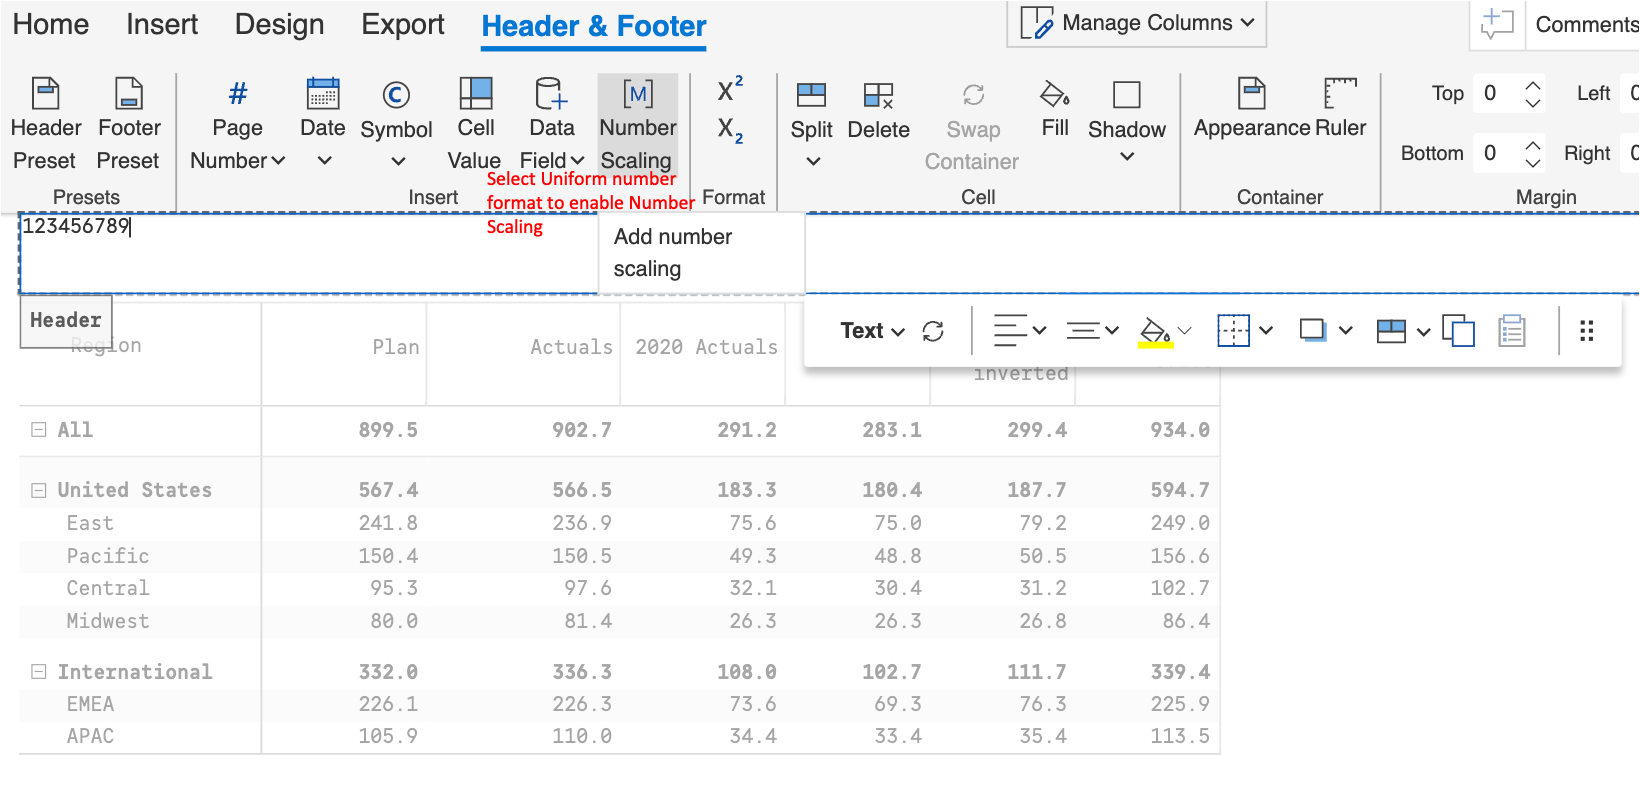 Home Insert Design Export Header & Footer Manage Columns Comments
Header Preset
Footer Preset
Presets
# Page Number
Date
Symbol
Cell Value
Data Field
[M] Number Scaling
Insert
X2
X2
Format
Split
Delete
Swap Container
Fill
Shadow
Cell
Appearance
Ruler
Container
Top 0 Left 0
Bottom 0 Right 0
Margin
Select Uniform number
format to enable Number
Scaling
123456789
Add number
scaling
Header
Text
Region Plan Actuals 2020 Actuals inverted
All 899.5 902.7 291.2 283.1 299.4 934.0
United States 567.4 566.5 183.3 180.4 187.7 594.7
East 241.8 236.9 75.6 75.0 79.2 249.0
Pacific 150.4 150.5 49.3 48.8 50.5 156.6
Central 95.3 97.6 32.1 30.4 31.2 102.7
Midwest 80.0 81.4 26.3 26.3 26.8 86.4
International 332.0 336.3 108.0 102.7 111.7 339.4
EMEA 226.1 226.3 73.6 69.3 76.3 225.9
APAC 105.9 110.0 34.4 33.4 35.4 113.5